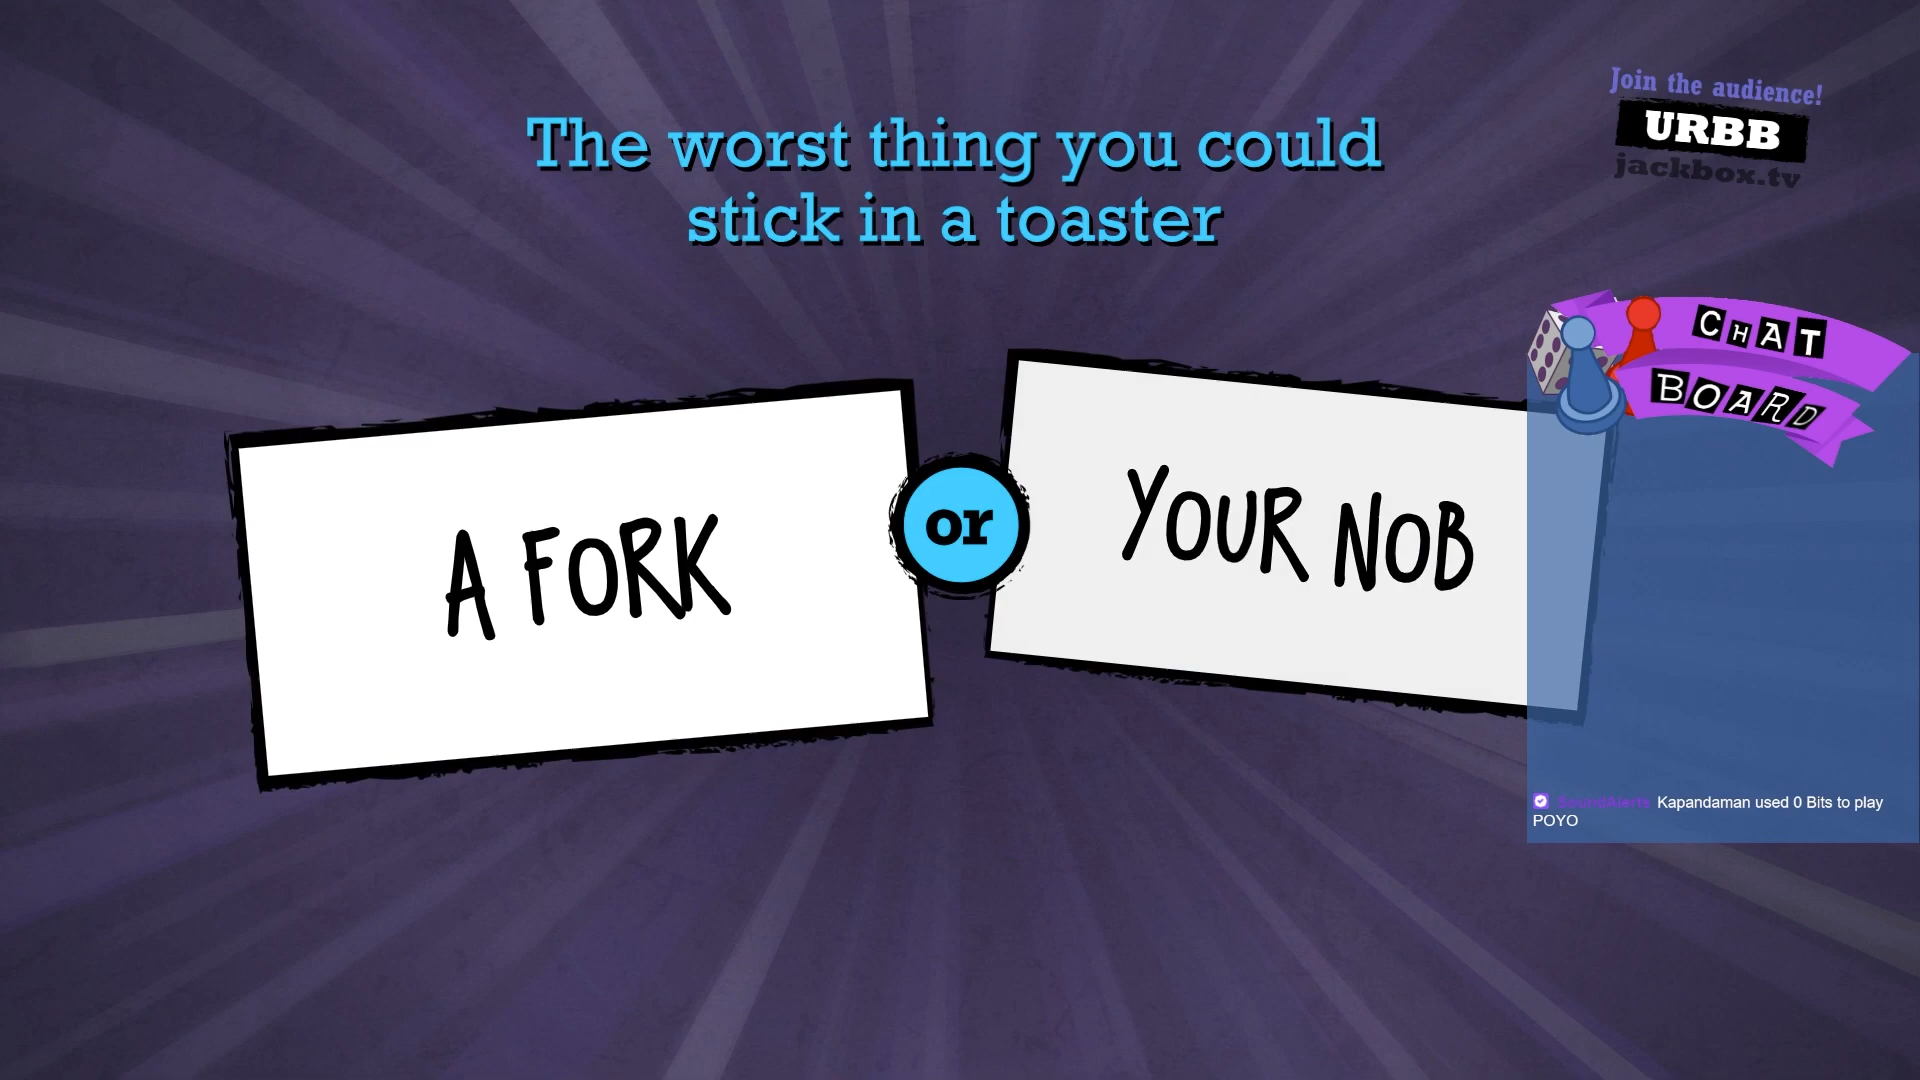 The worst thing you could
stick in a toaster
Join the audience!
URBB
jackbox.tv
CHAT
BOARD
A FORK
or
YOUR NOB
SoundAlerts Kapandaman used 0 Bits to play
POYO